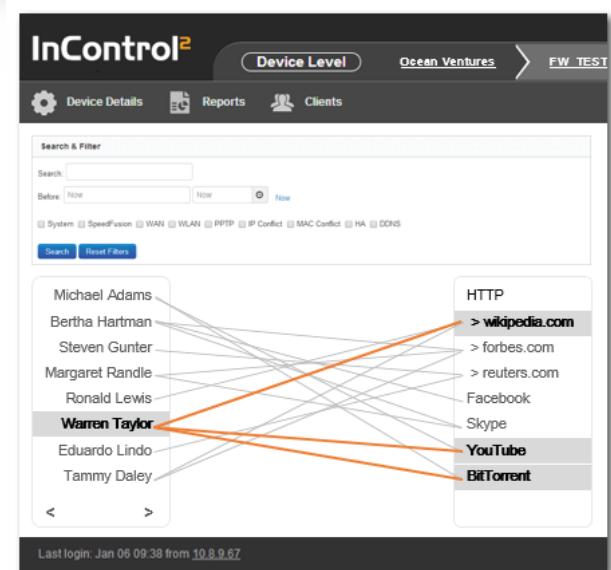 InControl²
Device Level Ocean Ventures FW_TEST
Device Details Reports Clients
Search & Filter
Search:
Before: Now Now Now
System SpeedFusion WAN WLAN PPTP IP Conflict MAC Conflict HA DDNS
Search Reset Filters
Michael Adams HTTP
Bertha Hartman > wikipedia.com
Steven Gunter > forbes.com
Margaret Randle > reuters.com
Ronald Lewis Facebook
Warren Taylor Skype
Eduardo Lindo YouTube
Tammy Daley BitTorrent
< >
Last login: Jan 06 09:38 from 10.8.9.67